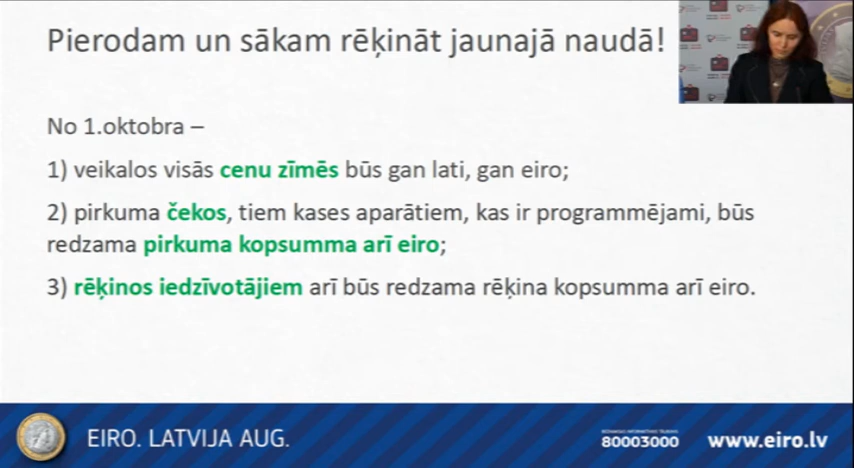 Pierodam un sākam rēķināt jaunajā naudā!
No 1.oktobra –
1) veikalos visās cenu zīmēs būs gan lati, gan eiro;
2) pirkuma čekos, tiem kases aparātiem, kas ir programmējami, būs
redzama pirkuma kopsumma arī eiro;
3) rēķinos iedzīvotājiem arī būs redzama rēķina kopsumma arī eiro.
EIRO. LATVIJA AUG.
80003000
www.eiro.lv